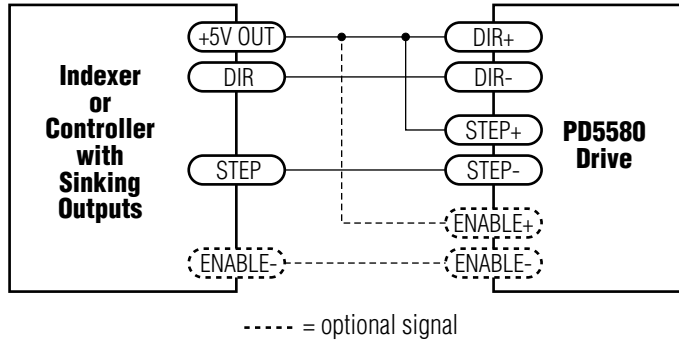 +5V OUT
DIR
STEP
ENABLE-
Indexer
or
Controller
with
Sinking
Outputs
DIR+
DIR-
STEP+
STEP-
ENABLE+
ENABLE-
PD5580
Drive
----- = optional signal